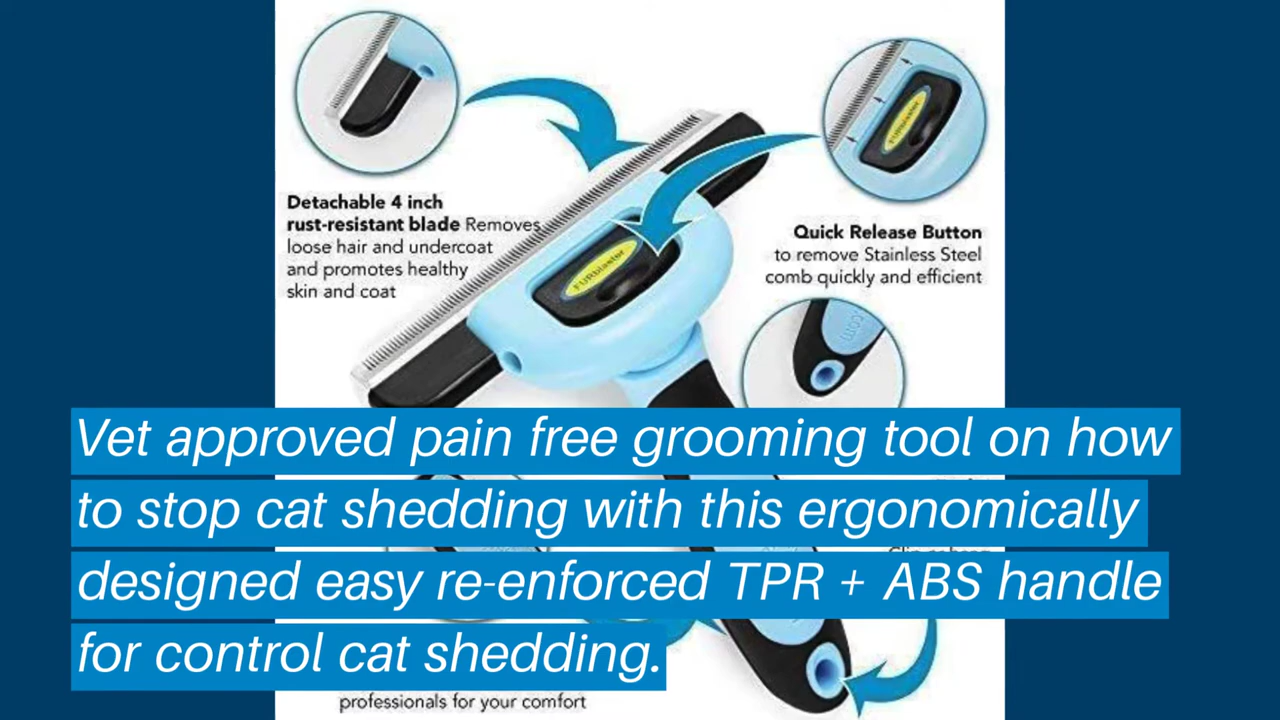 Detachable 4 inch
rust-resistant blade Removes
loose hair and undercoat
and promotes healthy
skin and coat
FURblaster
FURblaster
Quick Release Button
to remove Stainless Steel
comb quickly and efficient
.com
Vet approved pain free grooming tool on how
to stop cat shedding with this ergonomically
designed easy re-enforced TPR + ABS handle
for control cat shedding.
professionals for your comfort